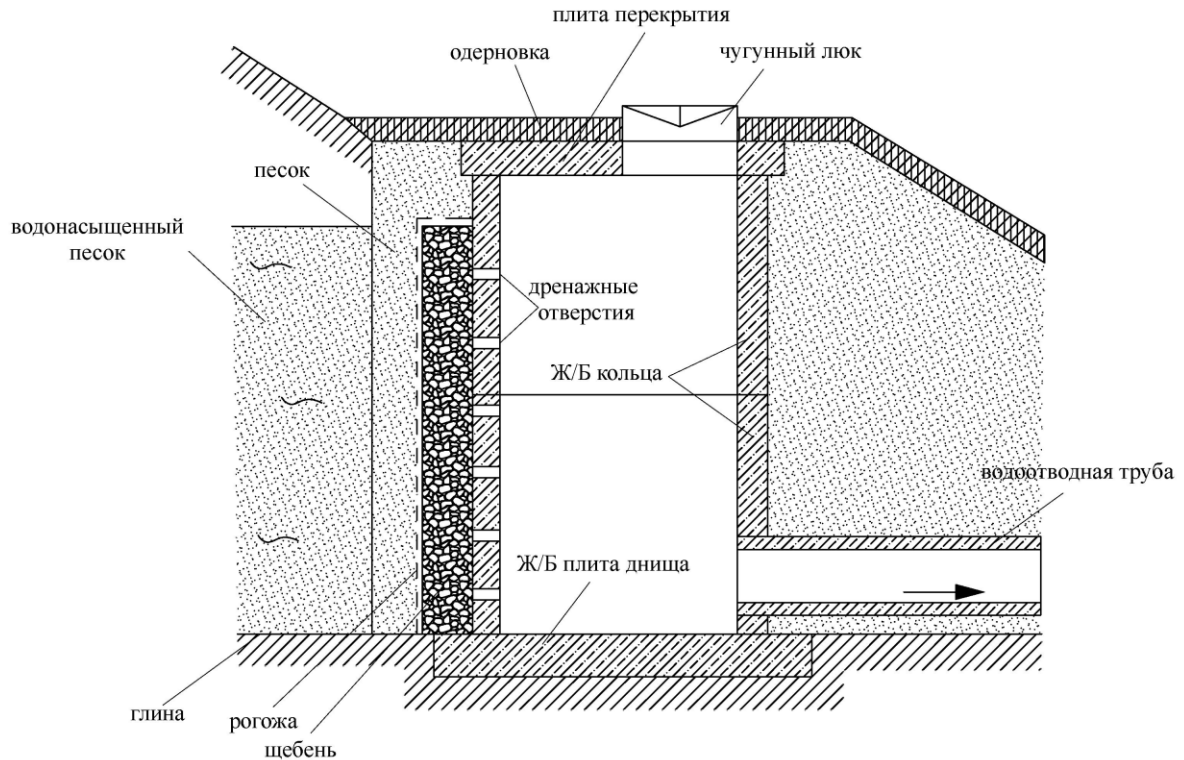 плита перекрытия
одерновка
чугунный люк
песок
водонасыщенный
песок
дренажные
отверстия
Ж/Б кольца
водоотводная труба
Ж/Б плита днища
глина
рогожа
щебень